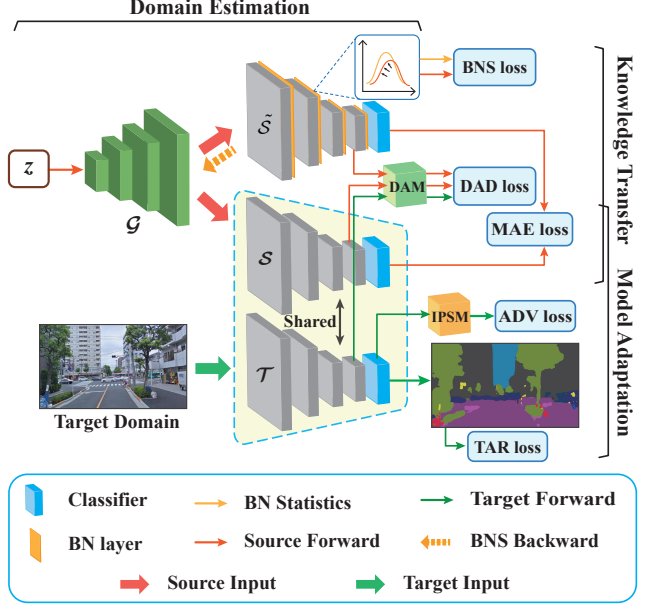 Domain Estimation
BNS loss
Knowledge Transfer
S̃
z
DAM
DAD loss
G
MAE loss
S
Model Adaptation
Shared
IPSM
ADV loss
T
Target Domain
TAR loss
Classifier
BN Statistics
Target Forward
BN layer
Source Forward
BNS Backward
Source Input
Target Input